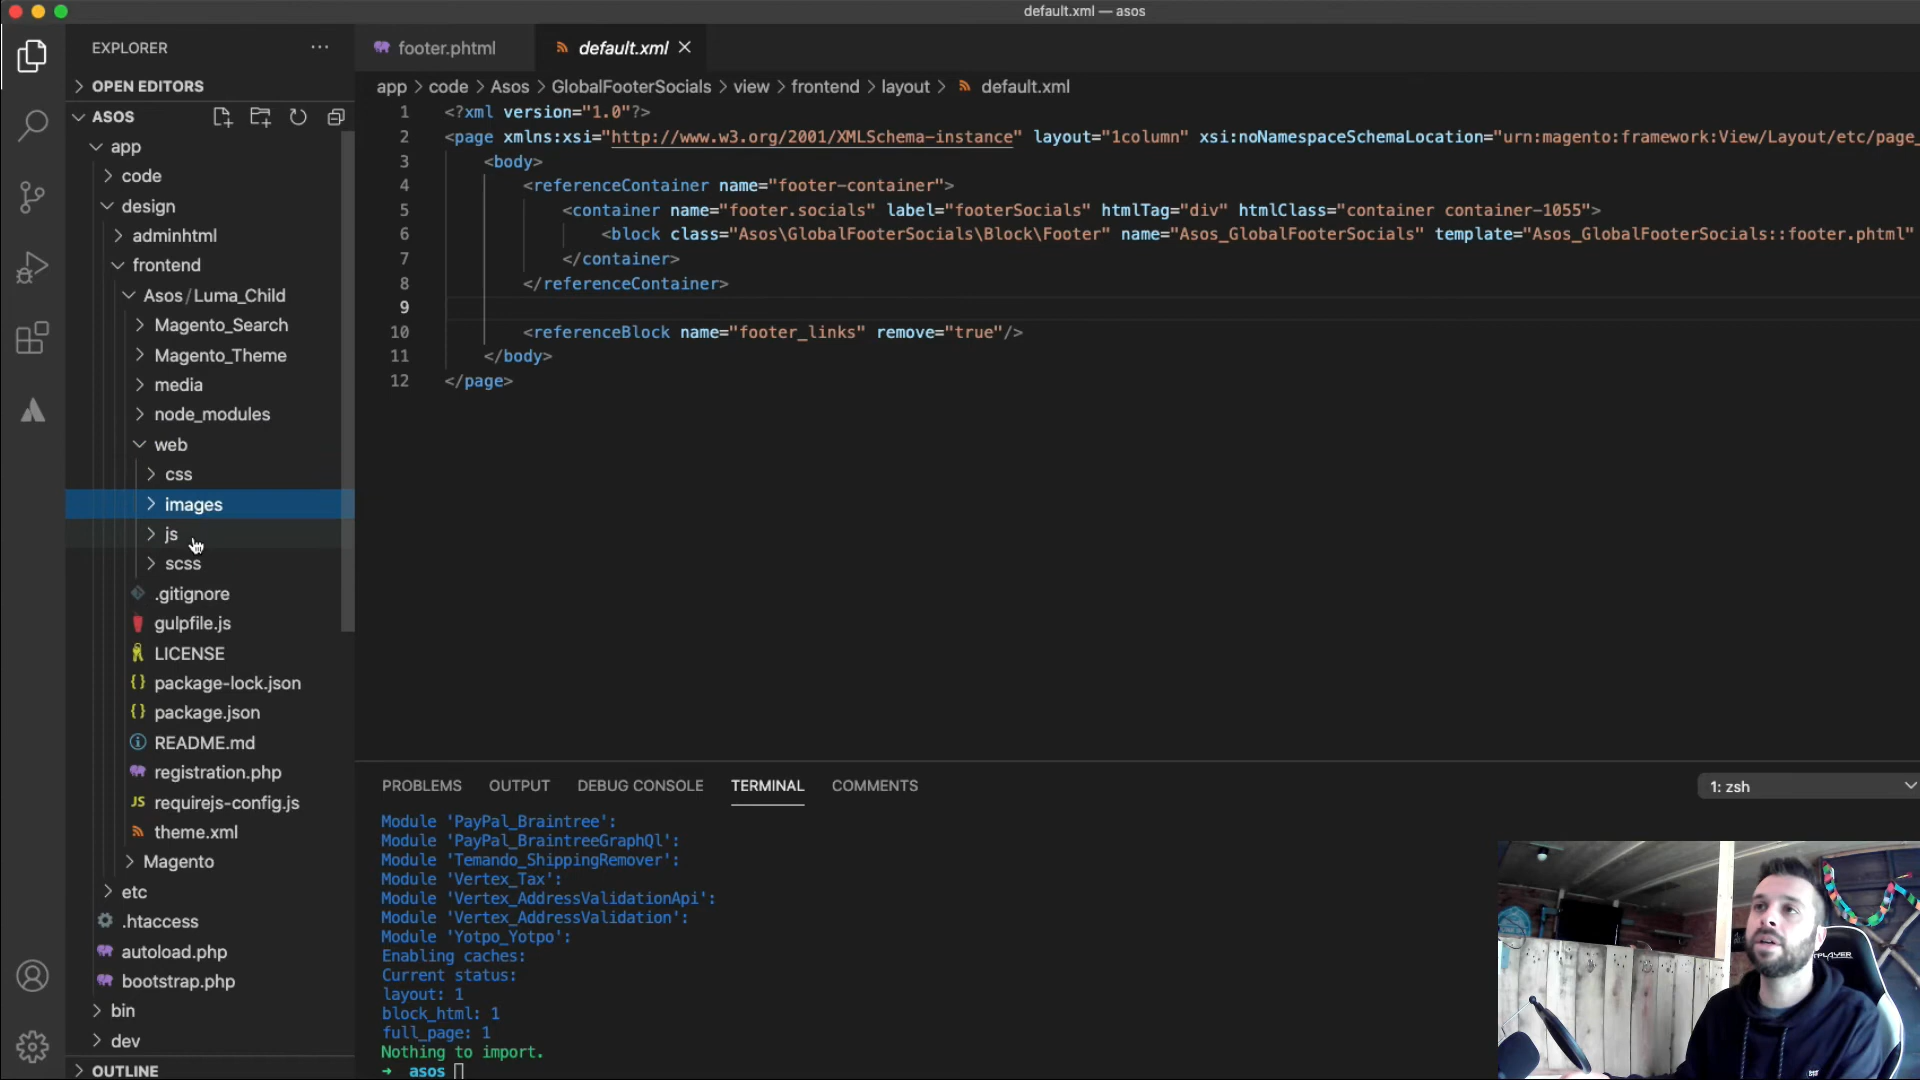 default.xml — asos
EXPLORER
OPEN EDITORS
ASOS
app
code
design
adminhtml
frontend
Asos/Luma_Child
Magento_Search
Magento_Theme
media
node_modules
web
css
images
js
scss
.gitignore
gulpfile.js
LICENSE
package-lock.json
package.json
README.md
registration.php
requirejs-config.js
theme.xml
Magento
etc
.htaccess
autoload.php
bootstrap.php
bin
dev
OUTLINE
footer.phtml
default.xml
app > code > Asos > GlobalFooterSocials > view > frontend > layout > default.xml
1 <?xml version="1.0"?>
2 <page xmlns:xsi="http://www.w3.org/2001/XMLSchema-instance" layout="1column" xsi:noNamespaceSchemaLocation="urn:magento:framework:View/Layout/etc/page_
3 <body>
4 <referenceContainer name="footer-container">
5 <container name="footer.socials" label="footerSocials" htmlTag="div" htmlClass="container container-1055">
6 <block class="Asos\GlobalFooterSocials\Block\Footer" name="Asos_GlobalFooterSocials" template="Asos_GlobalFooterSocials::footer.phtml"
7 </container>
8 </referenceContainer>
9
10 <referenceBlock name="footer_links" remove="true"/>
11 </body>
12 </page>
PROBLEMS OUTPUT DEBUG CONSOLE TERMINAL COMMENTS
1: zsh
Module 'PayPal_Braintree':
Module 'PayPal_BraintreeGraphQl':
Module 'Temando_ShippingRemover':
Module 'Vertex_Tax':
Module 'Vertex_AddressValidationApi':
Module 'Vertex_AddressValidation':
Module 'Yotpo_Yotpo':
Enabling caches:
Current status:
layout: 1
block_html: 1
full_page: 1
Nothing to import.
→ asos